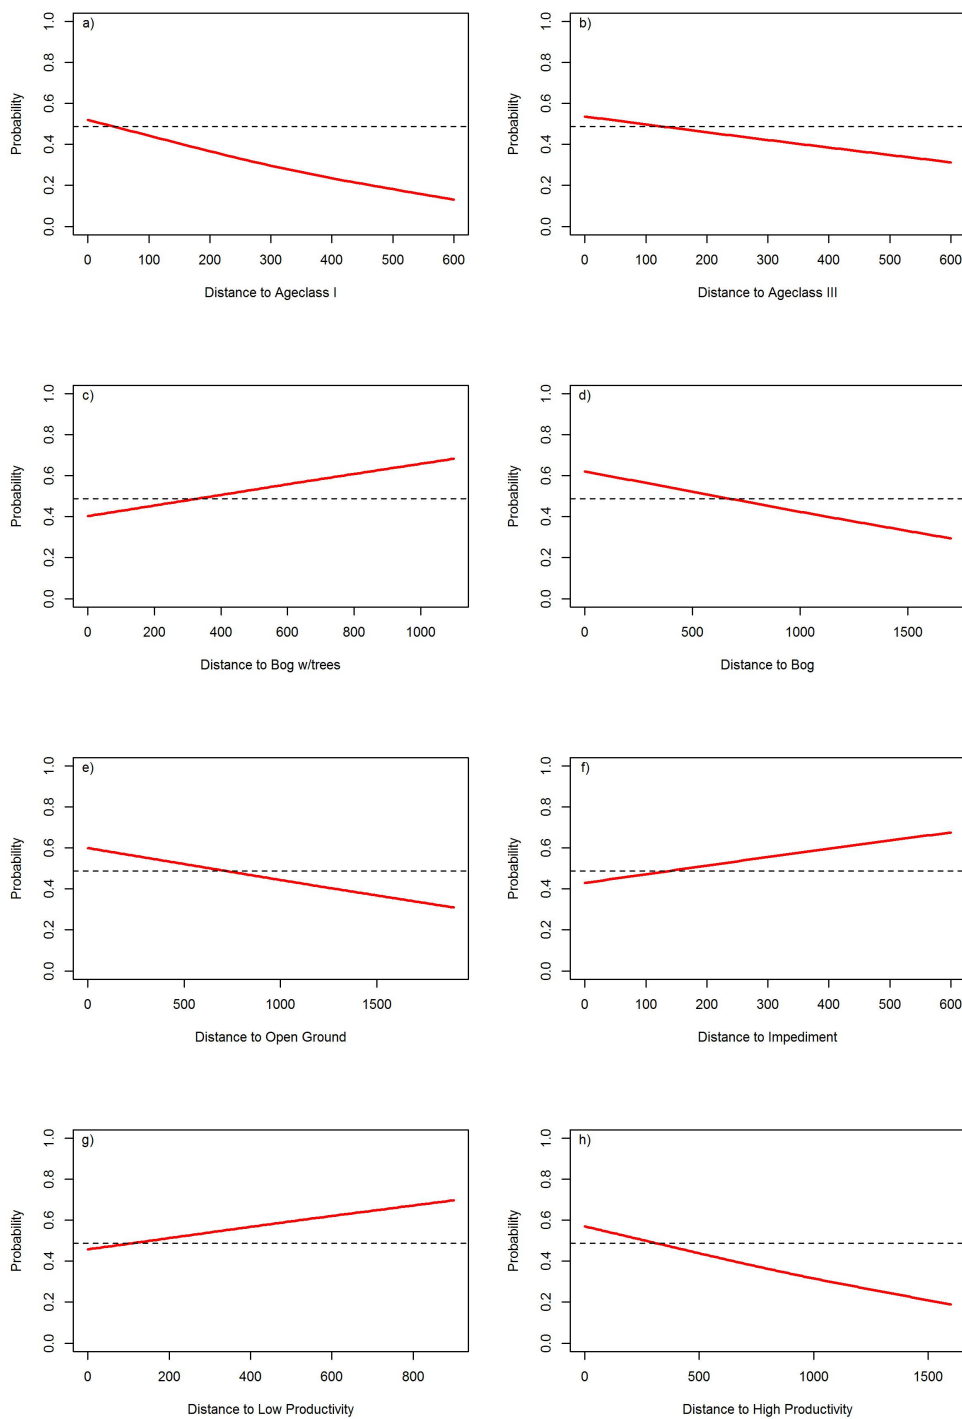 a)
Probability
0.0 0.2 0.4 0.6 0.8 1.0
0 100 200 300 400 500 600
Distance to Ageclass I
b)
Probability
0.0 0.2 0.4 0.6 0.8 1.0
0 100 200 300 400 500 600
Distance to Ageclass III
c)
Probability
0.0 0.2 0.4 0.6 0.8 1.0
0 200 400 600 800 1000
Distance to Bog w/trees
d)
Probability
0.0 0.2 0.4 0.6 0.8 1.0
0 500 1000 1500
Distance to Bog
e)
Probability
0.0 0.2 0.4 0.6 0.8 1.0
0 500 1000 1500
Distance to Open Ground
f)
Probability
0.0 0.2 0.4 0.6 0.8 1.0
0 100 200 300 400 500 600
Distance to Impediment
g)
Probability
0.0 0.2 0.4 0.6 0.8 1.0
0 200 400 600 800
Distance to Low Productivity
h)
Probability
0.0 0.2 0.4 0.6 0.8 1.0
0 500 1000 1500
Distance to High Productivity